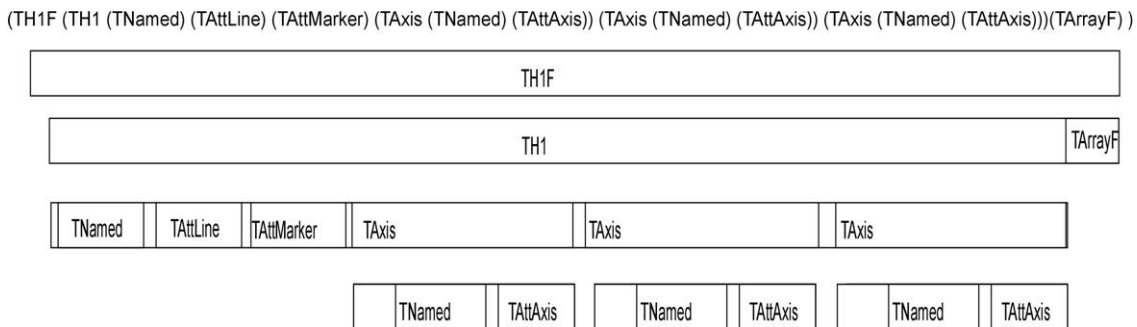 (TH1F (TH1 (TNamed) (TAttLine) (TAttMarker) (TAxis (TNamed) (TAttAxis)) (TAxis (TNamed) (TAttAxis)) (TAxis (TNamed) (TAttAxis)))(TArrayF) )
TH1F
TH1 TArrayF
TNamed TAttLine TAttMarker TAxis TAxis TAxis
TNamed TAttAxis TNamed TAttAxis TNamed TAttAxis